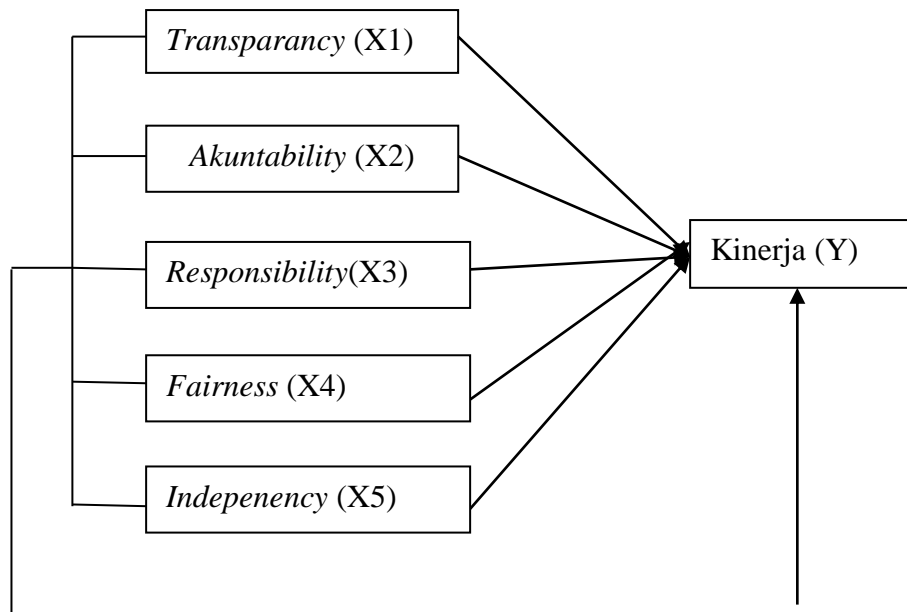 Transparancy (X1)
Akuntability (X2)
Kinerja (Y)
Responsibility(X3)
Fairness (X4)
Indepenency (X5)